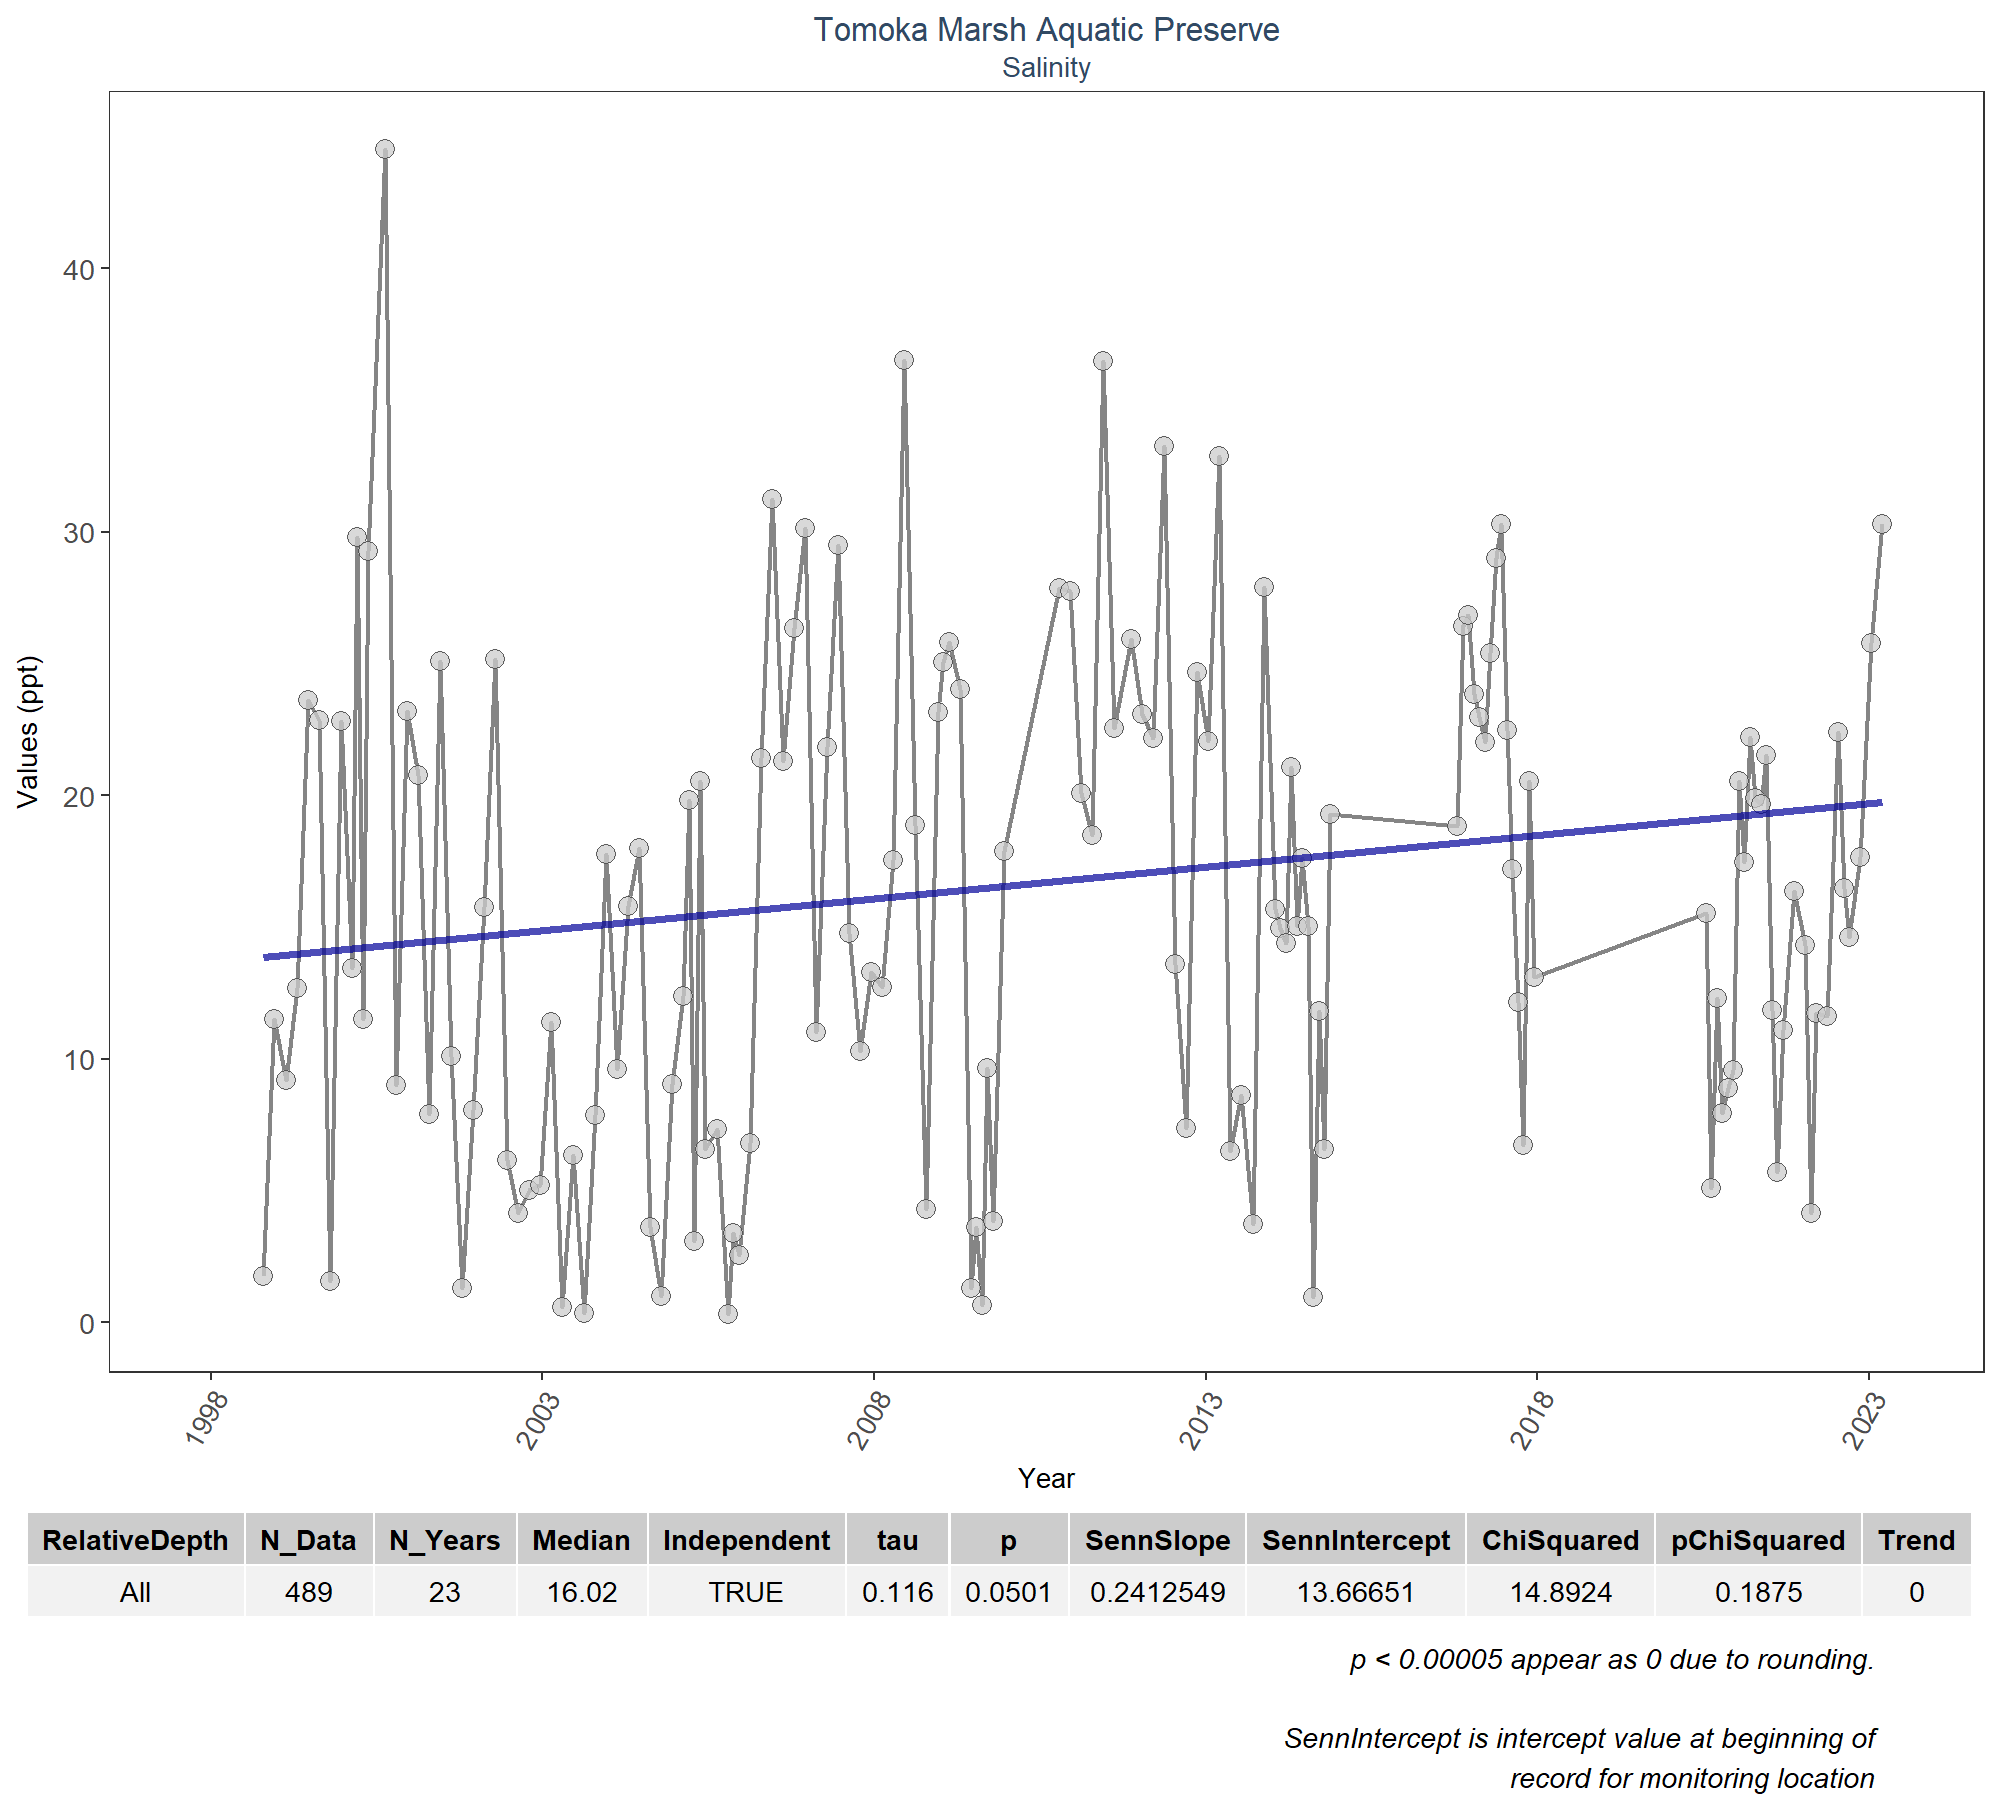 Tomoka Marsh Aquatic Preserve
Salinity
Values (ppt)
40
30
20
10
0
1998
2003
2008
2013
2018
2023
Year
RelativeDepth N_Data N_Years Median Independent tau p SennSlope SennIntercept ChiSquared pChiSquared Trend
All 489 23 16.02 TRUE 0.116 0.0501 0.2412549 13.66651 14.8924 0.1875 0
p < 0.00005 appear as 0 due to rounding.
SennIntercept is intercept value at beginning of
record for monitoring location